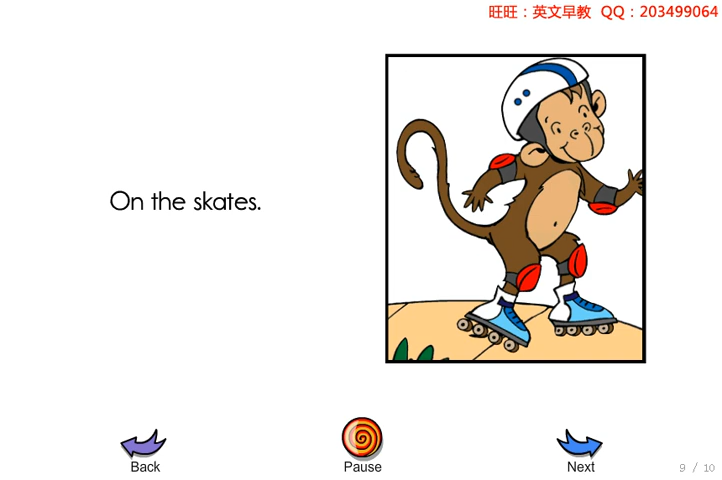 旺旺：英文早教  QQ：203499064
On the skates.
Back
Pause
Next
9 / 10